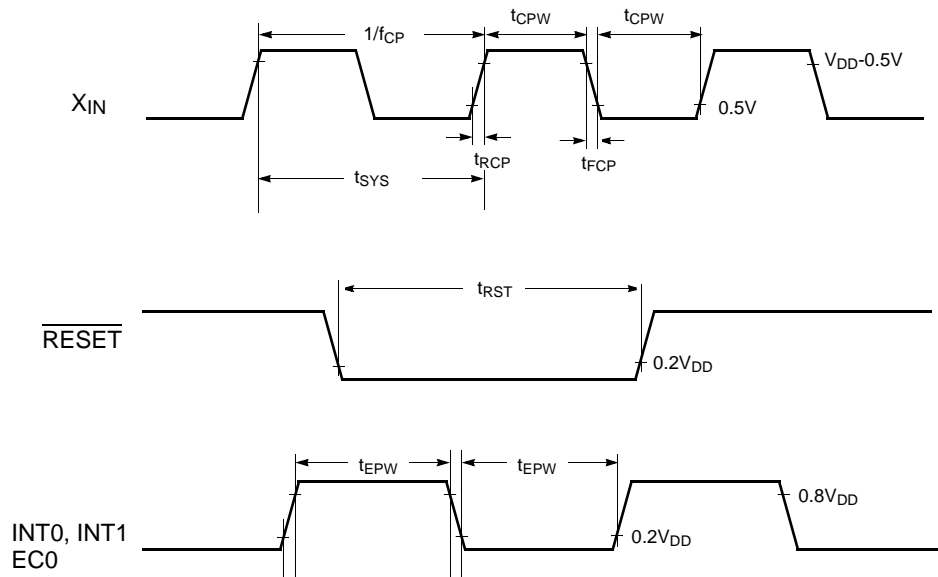 1/fCP
tCPW
tCPW
XIN
VDD-0.5V
0.5V
tRCP
tFCP
tSYS
tRST
RESET
0.2VDD
tEPW
tEPW
0.8VDD
INT0, INT1
EC0
0.2VDD